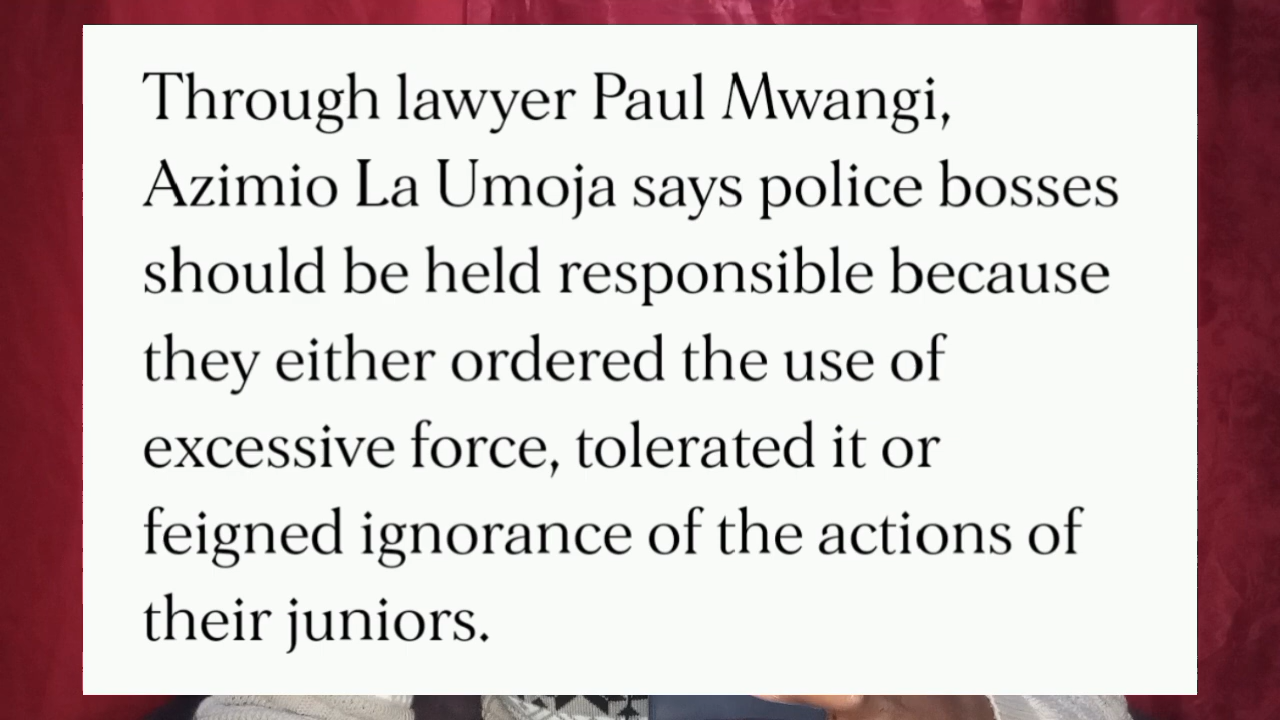 Through lawyer Paul Mwangi,
Azimio La Umoja says police bosses
should be held responsible because
they either ordered the use of
excessive force, tolerated it or
feigned ignorance of the actions of
their juniors.